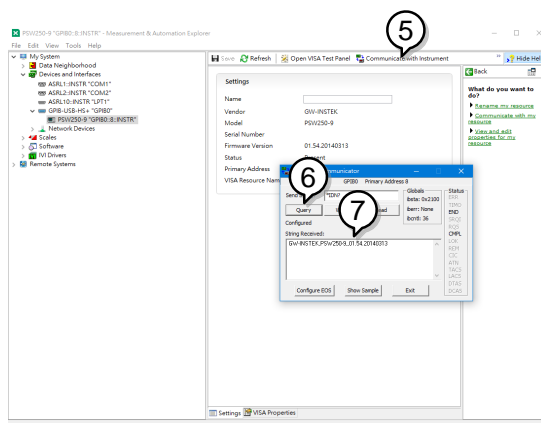 PSW250-9 "GPIB0::8::INSTR" - Measurement & Automation Explorer
File Edit View Tools Help
My System
Data Neighborhood
Devices and Interfaces
ASRL1::INSTR "COM1"
ASRL2::INSTR "COM2"
ASRL10::INSTR "LPT1"
GPIB-USB-HS+ "GPIB0"
PSW250-9 "GPIB0::8::INSTR"
Network Devices
Scales
Software
IVI Drivers
Remote Systems
Save Refresh Open VISA Test Panel Communicate with Instrument » Hide Hel
5
Settings
Name
Vendor GW-INSTEK
Model PSW250-9
Serial Number
Firmware Version 01.54.20140313
Status Present
Primary Address
VISA Resource Nam
Back
What do you want to do?
Rename my resource
Communicate with my resource
View and edit properties for my resource
6
7
Communicator
GPIB0 Primary Address 8
Send *IDN?
Query
Configured
String Received:
GW-INSTEK,PSW250-9,,01.54.20140313
Globals
ibsta: 0x2100
iberr: None
ibcntl: 36
Status
ERR
TIMO
END
SRQI
RQS
CMPL
LOK
REM
CIC
ATN
TACS
LACS
DTAS
DCAS
Configure EOS Show Sample Exit
Settings VISA Properties